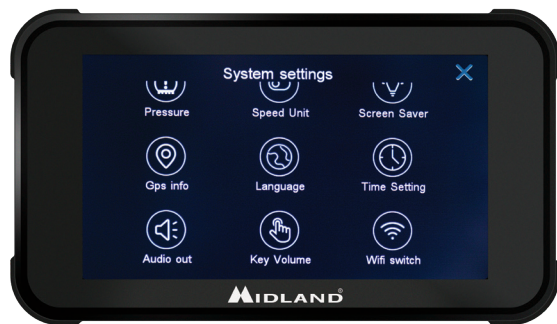 System settings
Pressure
Speed Unit
Screen Saver
Gps info
Language
Time Setting
Audio out
Key Volume
Wifi switch
MIDLAND®